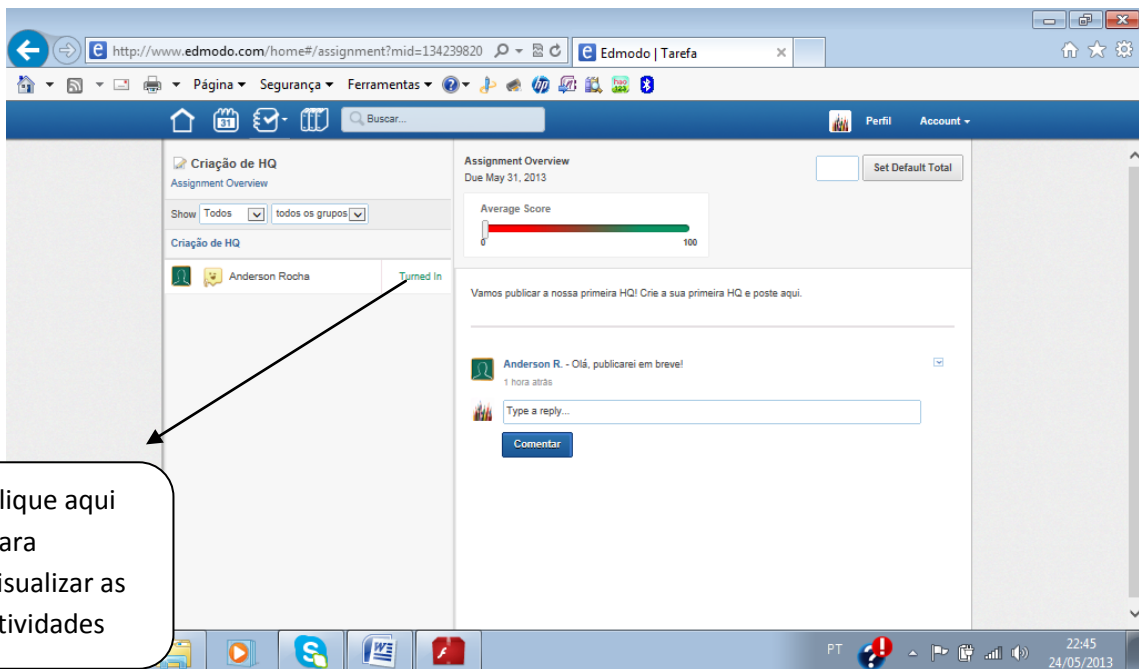 http://www.edmodo.com/home#/assignment?mid=134239820
Edmodo | Tarefa
Página Segurança Ferramentas
31
Buscar...
Perfil Account
Criação de HQ
Assignment Overview
Show Todos todos os grupos
Criação de HQ
Anderson Rocha Turned In
Assignment Overview
Due May 31, 2013
Set Default Total
Average Score
0 100
Vamos publicar a nossa primeira HQ! Crie a sua primeira HQ e poste aqui.
Anderson R. - Olá, publicarei em breve!
1 hora atrás
Type a reply...
Comentar
lique aqui
ara
isualizar as
tividades
PT
22:45
24/05/2013